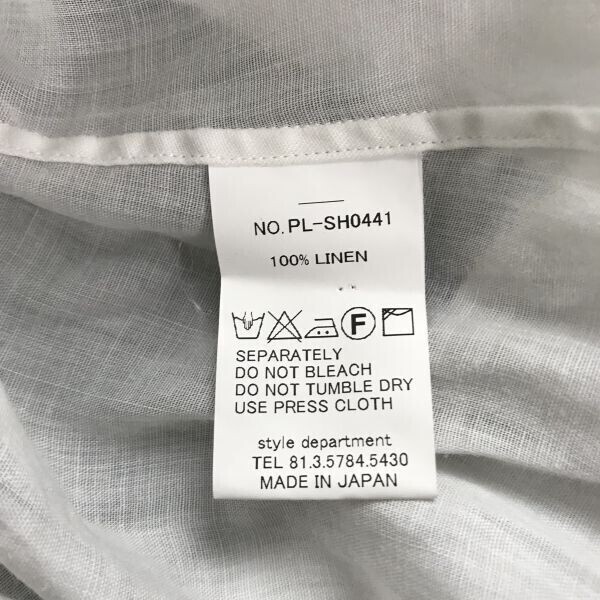 NO. PL-SH0441
100% LINEN
F
SEPARATELY
DO NOT BLEACH
DO NOT TUMBLE DRY
USE PRESS CLOTH
style department
TEL 81.3.5784.5430
MADE IN JAPAN